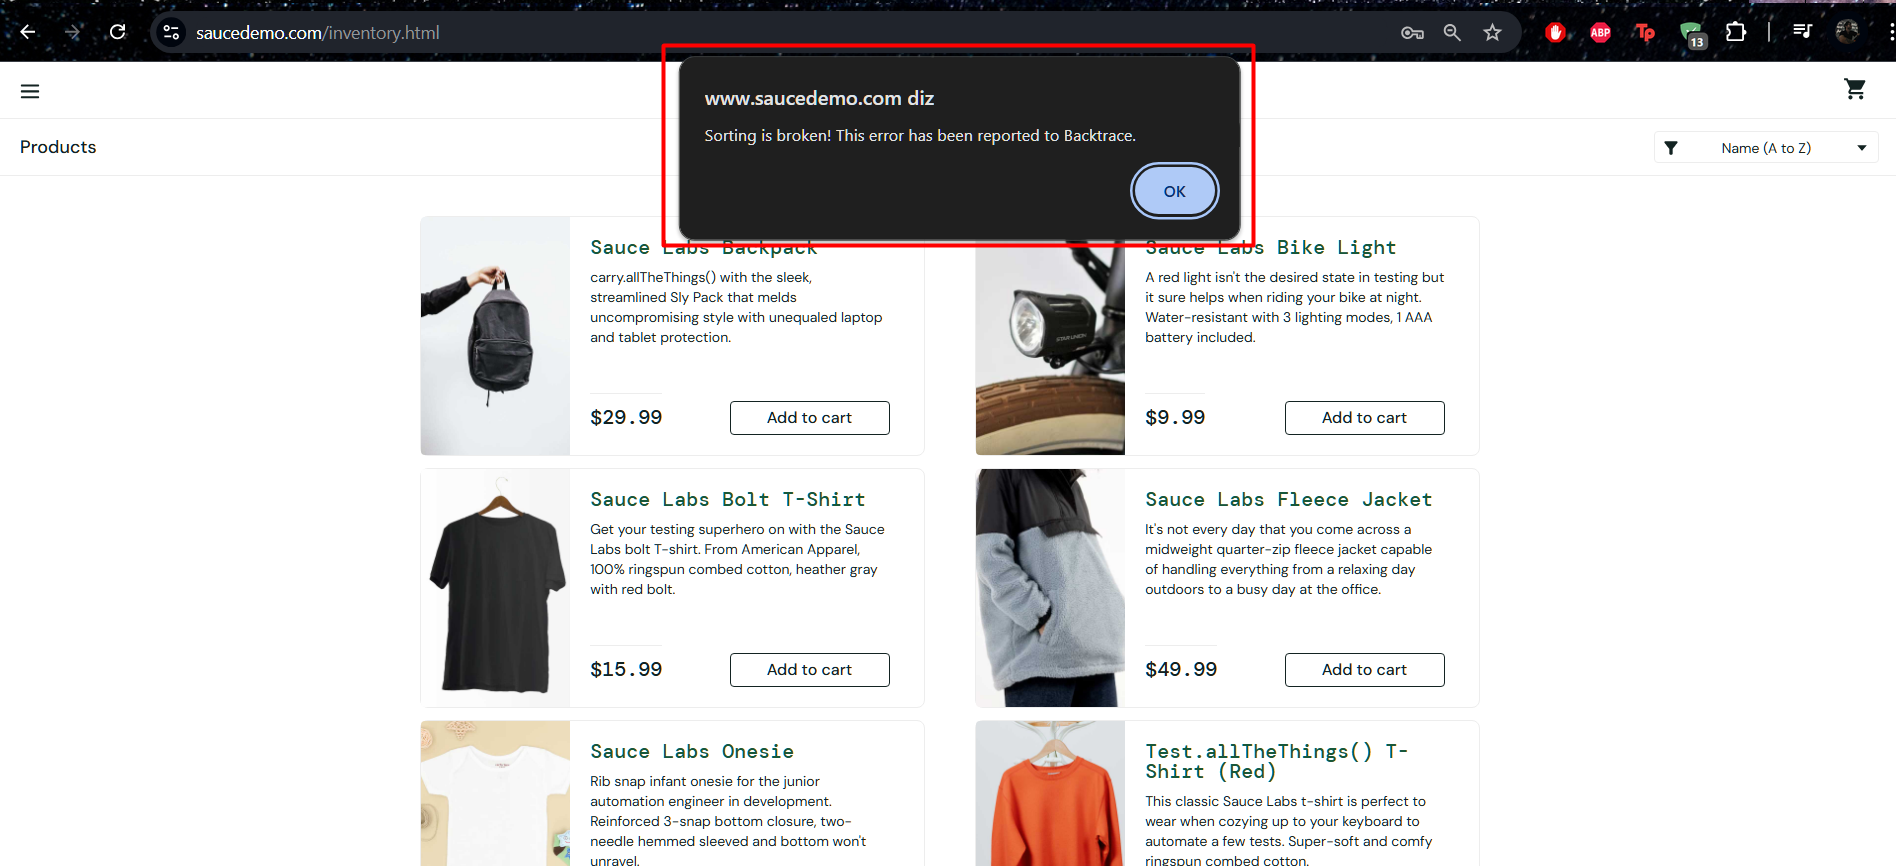 saucedemo.com/inventory.html
ABP
Tp
13
www.saucedemo.com diz
Sorting is broken! This error has been reported to Backtrace.
OK
Products
Name (A to Z)
Sauce Labs Backpack
carry.allTheThings() with the sleek,
streamlined Sly Pack that melds
uncompromising style with unequaled laptop
and tablet protection.
$29.99
Add to cart
Sauce Labs Bike Light
A red light isn't the desired state in testing but
it sure helps when riding your bike at night.
Water-resistant with 3 lighting modes, 1 AAA
battery included.
STAR UNION
$9.99
Add to cart
Sauce Labs Bolt T-Shirt
Get your testing superhero on with the Sauce
Labs bolt T-shirt. From American Apparel,
100% ringspun combed cotton, heather gray
with red bolt.
$15.99
Add to cart
Sauce Labs Fleece Jacket
It's not every day that you come across a
midweight quarter-zip fleece jacket capable
of handling everything from a relaxing day
outdoors to a busy day at the office.
$49.99
Add to cart
Sauce Labs Onesie
Rib snap infant onesie for the junior
automation engineer in development.
Reinforced 3-snap bottom closure, two-
needle hemmed sleeved and bottom won't
unravel.
Test.allTheThings() T-
Shirt (Red)
This classic Sauce Labs t-shirt is perfect to
wear when cozying up to your keyboard to
automate a few tests. Super-soft and comfy
ringspun combed cotton.